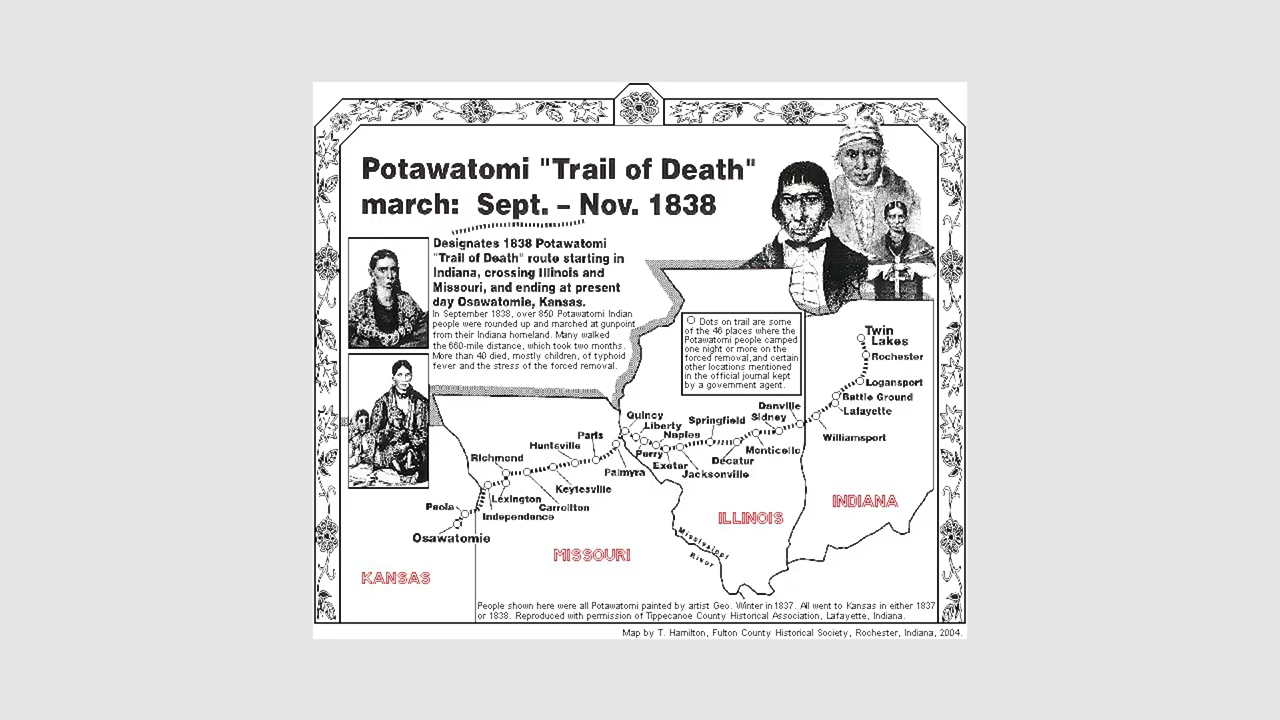 Potawatomi "Trail of Death"
march: Sept. – Nov. 1838
Designates 1838 Potawatomi
"Trail of Death" route starting in
Indiana, crossing Illinois and
Missouri, and ending at present
day Osawatomie, Kansas.
In September 1838, over 850 Potawatomi Indian
people were rounded up and marched at gunpoint
from their Indiana homeland. Many walked
the 660-mile distance, which took two months.
More than 40 died, mostly children, of typhoid
fever and the stress of the forced removal.
Dots on trail are some
of the 46 places where the
Potawatomi people camped
one night or more on the
forced removal, and certain
other locations mentioned
in the official journal kept
by a government agent.
Twin
Lakes
Rochester
Logansport
Battle Ground
Lafayette
Williamsport
Danville
Sidney
Monticello
Springfield
Decatur
Quincy
Liberty
Naples
Perry
Exeter
Jacksonville
Paris
Palmyra
Huntsville
Keytesville
Richmond
Carrollton
Lexington
Independence
Paola
Osawatomie
INDIANA
ILLINOIS
Mississippi
River
MISSOURI
KANSAS
People shown here were all Potawatomi painted by artist Geo. Winter in 1837. All went to Kansas in either 1837
or 1838. Reproduced with permission of Tippecanoe County Historical Association, Lafayette, Indiana.
Map by T. Hamilton, Fulton County Historical Society, Rochester, Indiana, 2004.